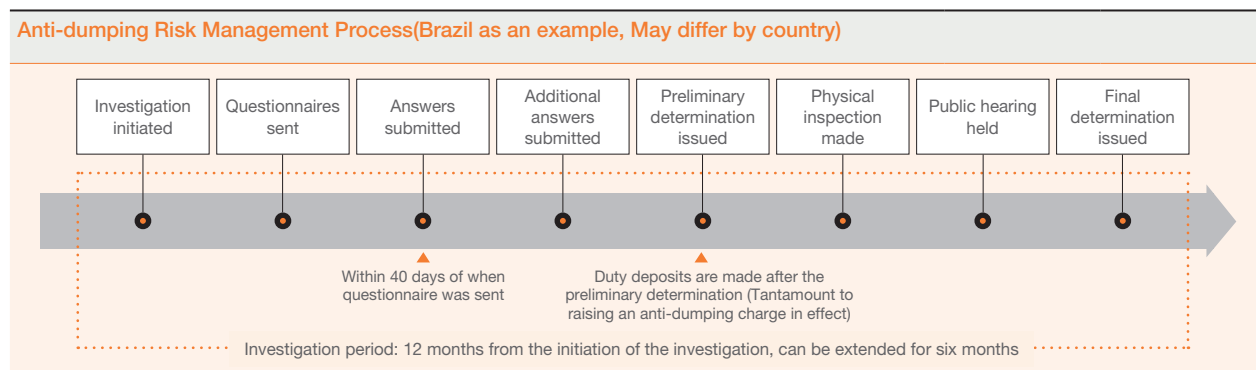 Anti-dumping Risk Management Process(Brazil as an example, May differ by country)
Investigation
initiated
Questionnaires
sent
Answers
submitted
Additional
answers
submitted
Preliminary
determination
issued
Physical
inspection
made
Public hearing
held
Final
determination
issued
Within 40 days of when
questionnaire was sent
Duty deposits are made after the
preliminary determination (Tantamount to
raising an anti-dumping charge in effect)
Investigation period: 12 months from the initiation of the investigation, can be extended for six months